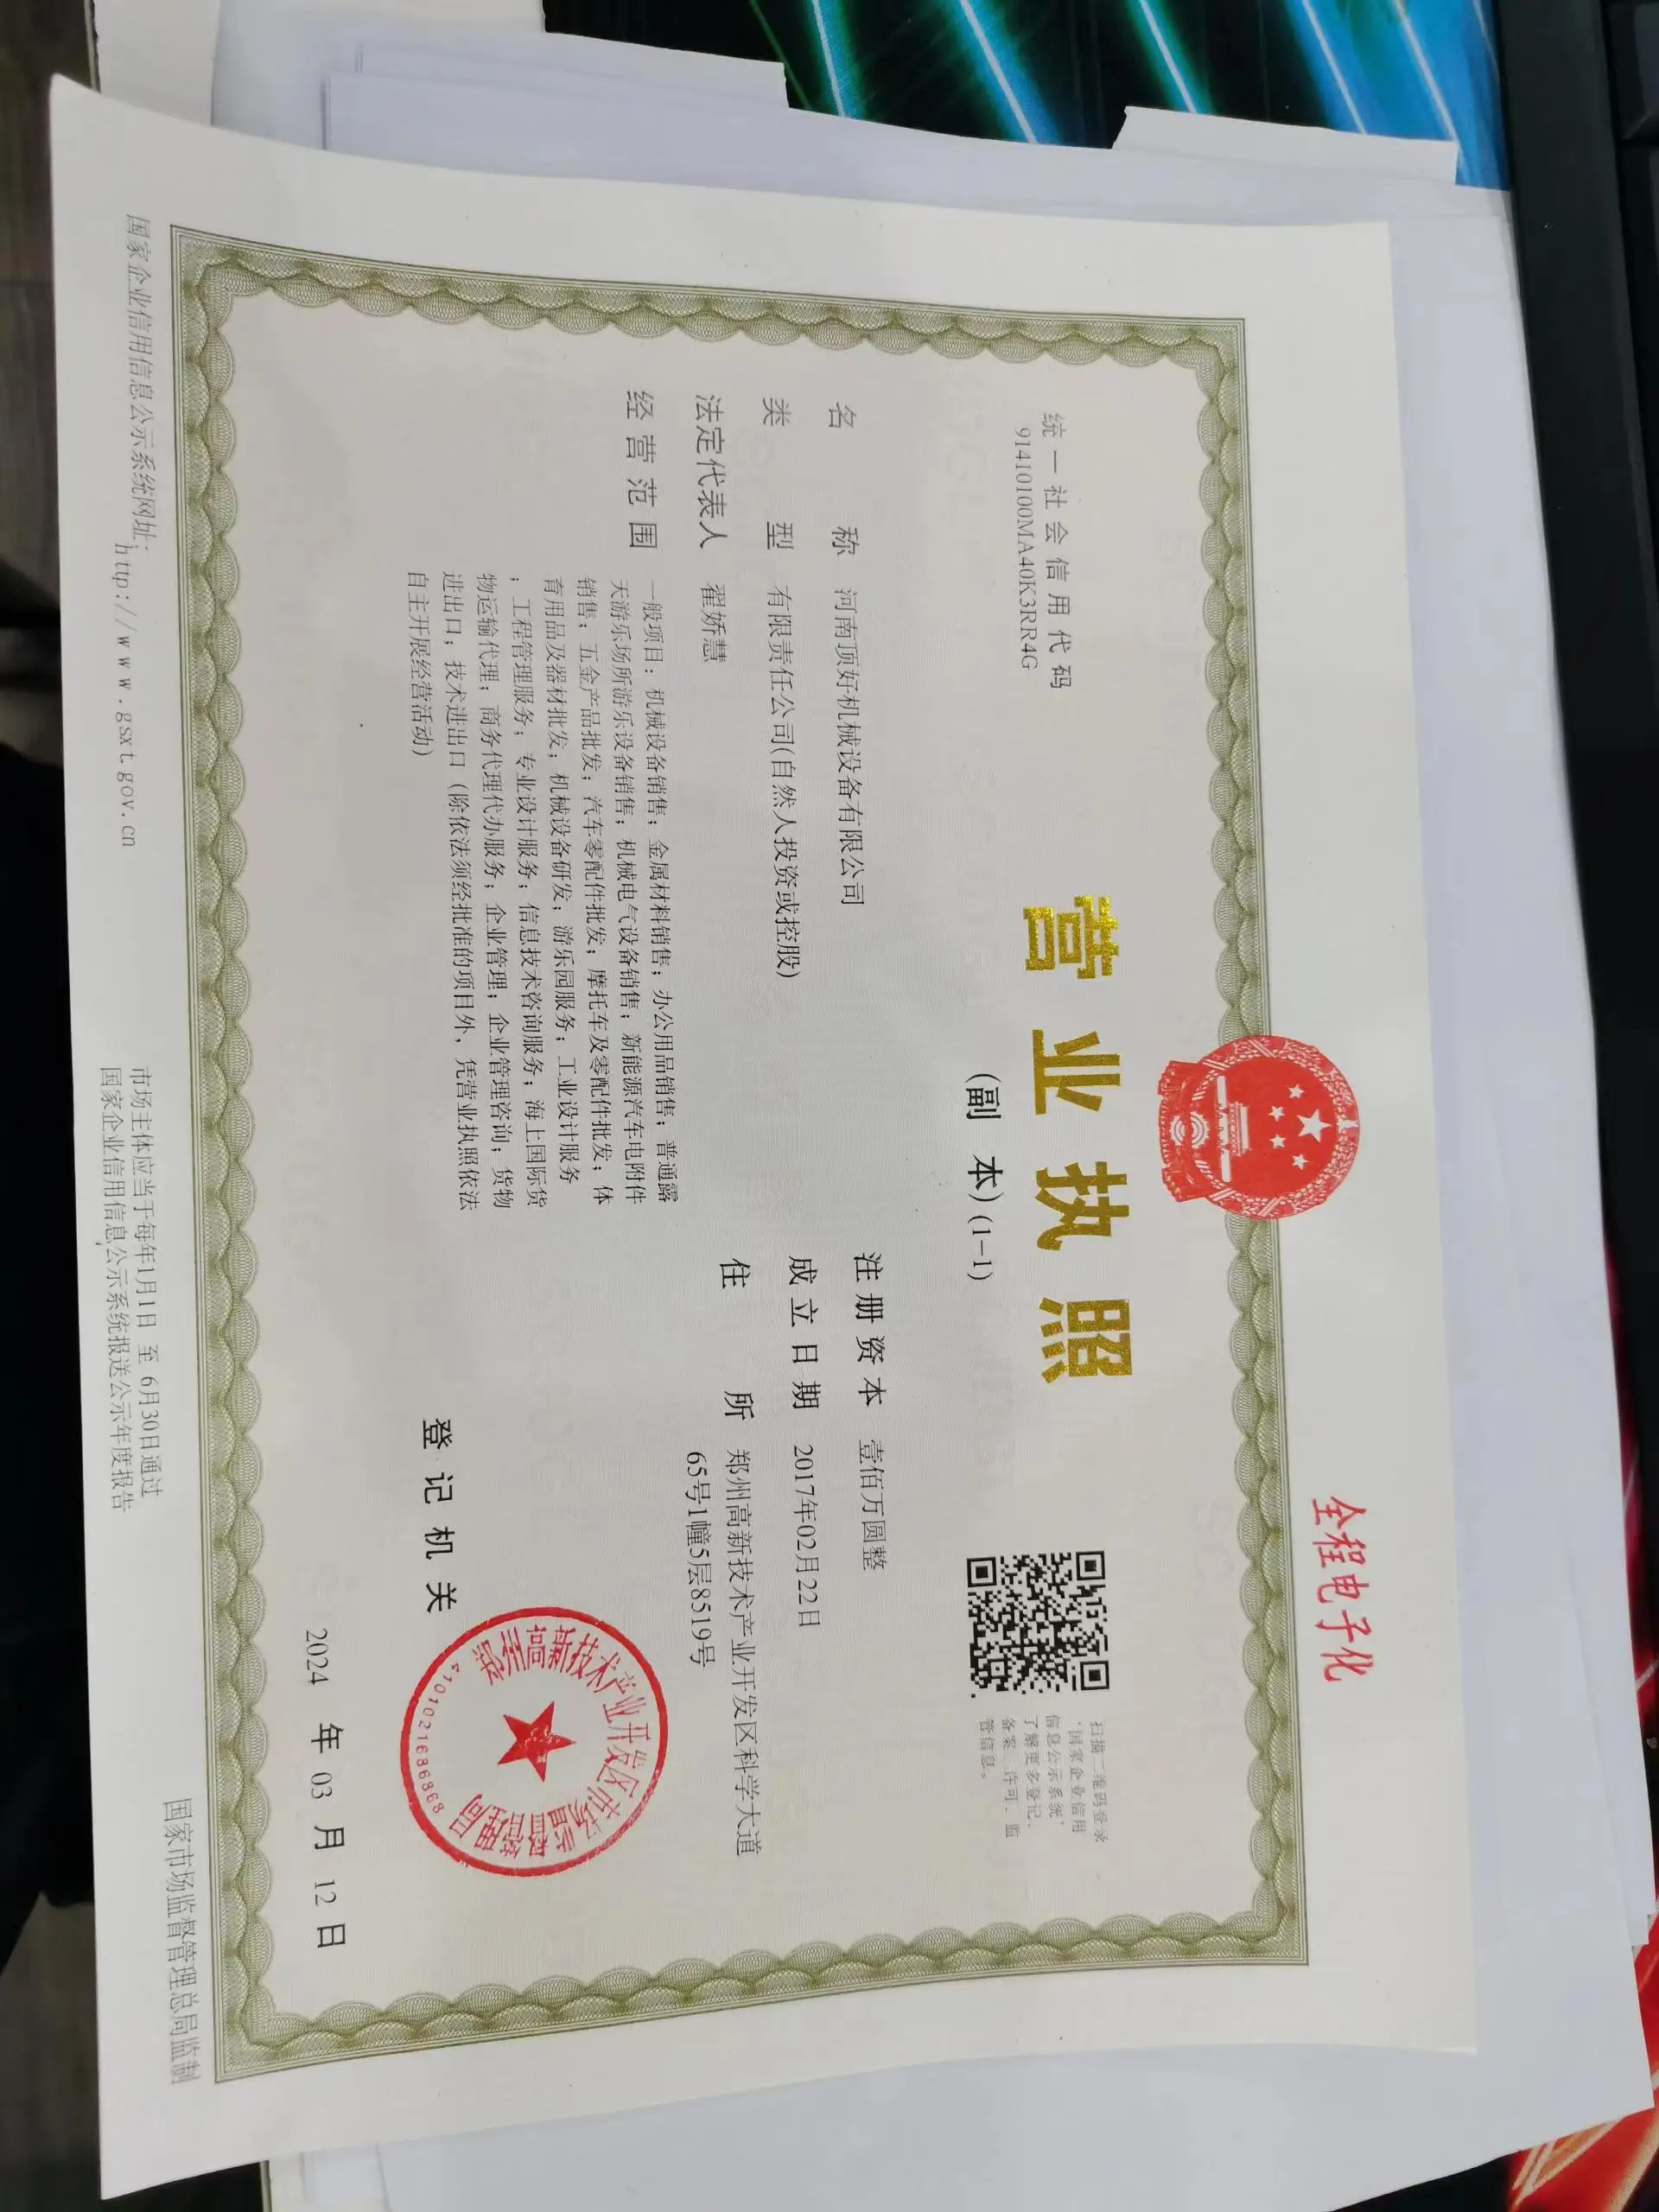 全程电子化
统一社会信用代码
91410100MA40K3RR4G
营业执照
(副 本)(1-1)
扫描二维码登录
'国家企业信用
信息公示系统'
了解更多登记、
备案、许可、监
管信息。
名 称 河南顶好机械设备有限公司
类 型 有限责任公司(自然人投资或控股)
法定代表人 翟娇慧
经营范围 一般项目：机械设备销售；金属材料销售；办公用品销售；普通露
天游乐场所游乐设备销售；机械电气设备销售；新能源汽车电附件
销售；五金产品批发；汽车零配件批发；摩托车及零配件批发；体
育用品及器材批发；机械设备研发；游乐园服务；工业设计服务
；工程管理服务；专业设计服务；信息技术咨询服务；海上国际货
物运输代理；商务代理代办服务；企业管理；企业管理咨询；货物
进出口；技术进出口（除依法须经批准的项目外，凭营业执照依法
自主开展经营活动）
注册资本 壹佰万圆整
成立日期 2017年02月22日
住 所 郑州高新技术产业开发区科学大道
65号1幢5层8519号
登记机关
郑州高新技术产业开发区市场监督管理局
4101021686868
2024 年 03 月 12 日
国家企业信用信息公示系统网址：http://www.gsxt.gov.cn
市场主体应当于每年1月1日 至 6月30日通过
国家企业信用信息公示系统报送公示年度报告
国家市场监督管理总局监制